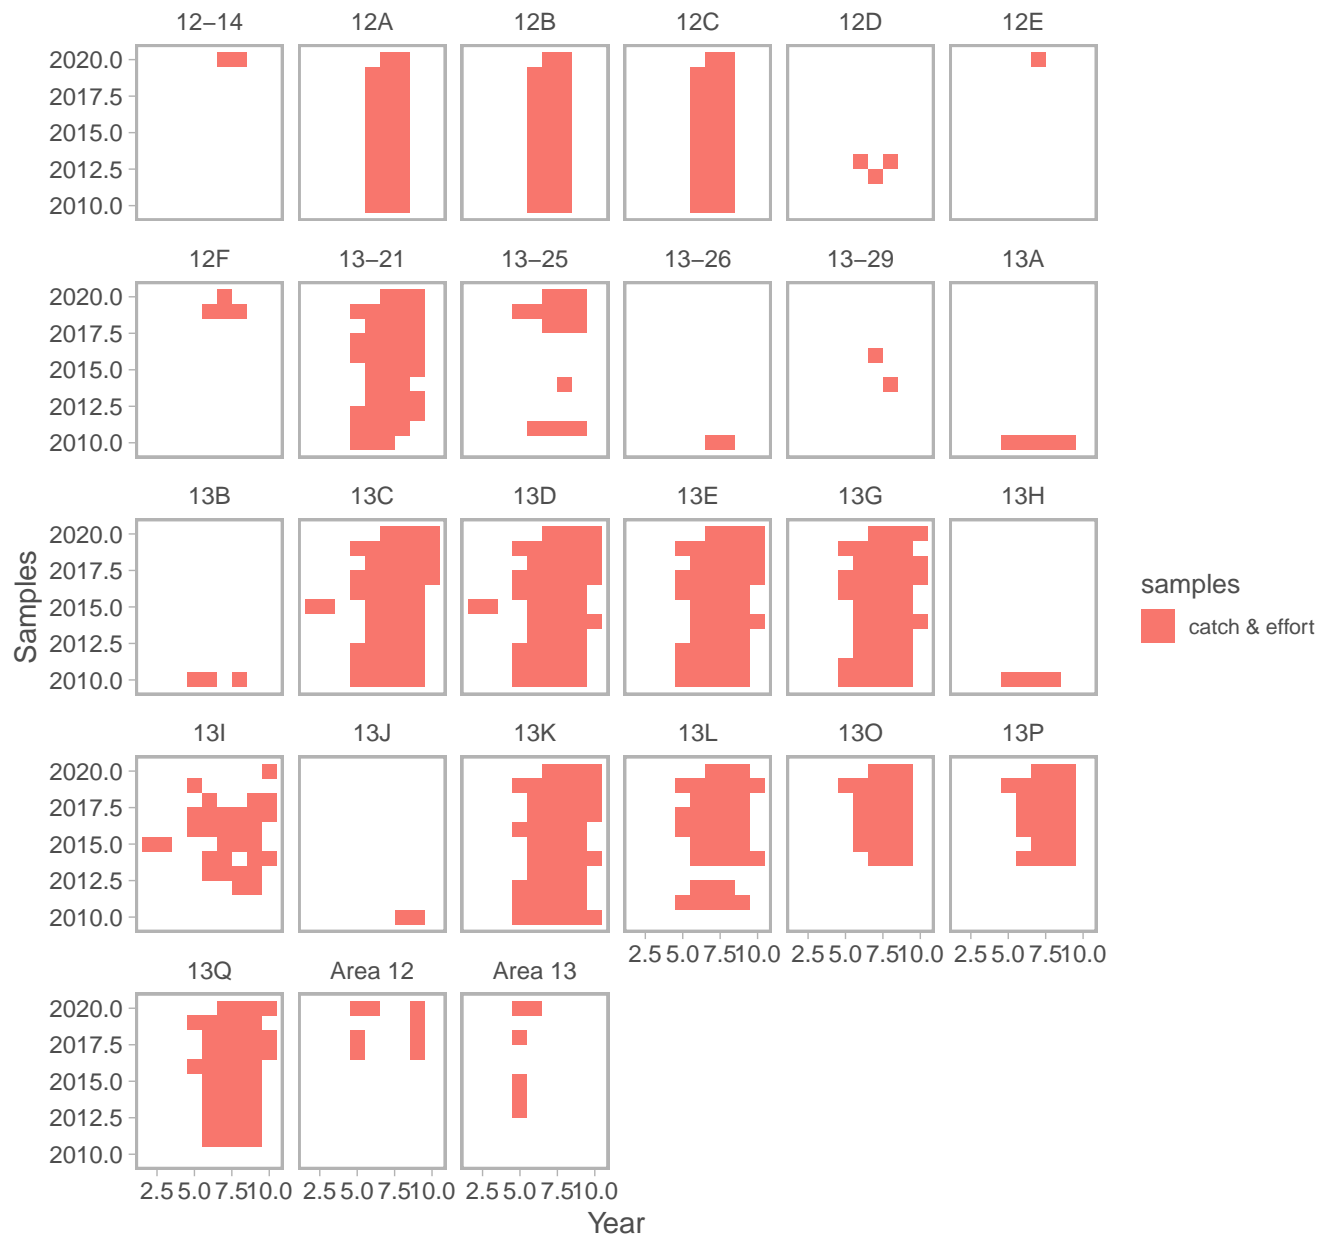 12–14 12A 12B 12C 12D 12E
2020.0
2017.5
2015.0
2012.5
2010.0
12F 13–21 13–25 13–26 13–29 13A
2020.0
2017.5
2015.0
2012.5
2010.0
13B 13C 13D 13E 13G 13H
2020.0
2017.5
2015.0
2012.5
2010.0
Samples
samples
catch & effort
13I 13J 13K 13L 13O 13P
2020.0
2017.5
2015.0
2012.5
2010.0
2.5 5.0 7.5 10.0 2.5 5.0 7.5 10.0 2.5 5.0 7.5 10.0
13Q Area 12 Area 13
2020.0
2017.5
2015.0
2012.5
2010.0
2.5 5.0 7.5 10.0 2.5 5.0 7.5 10.0 2.5 5.0 7.5 10.0
Year